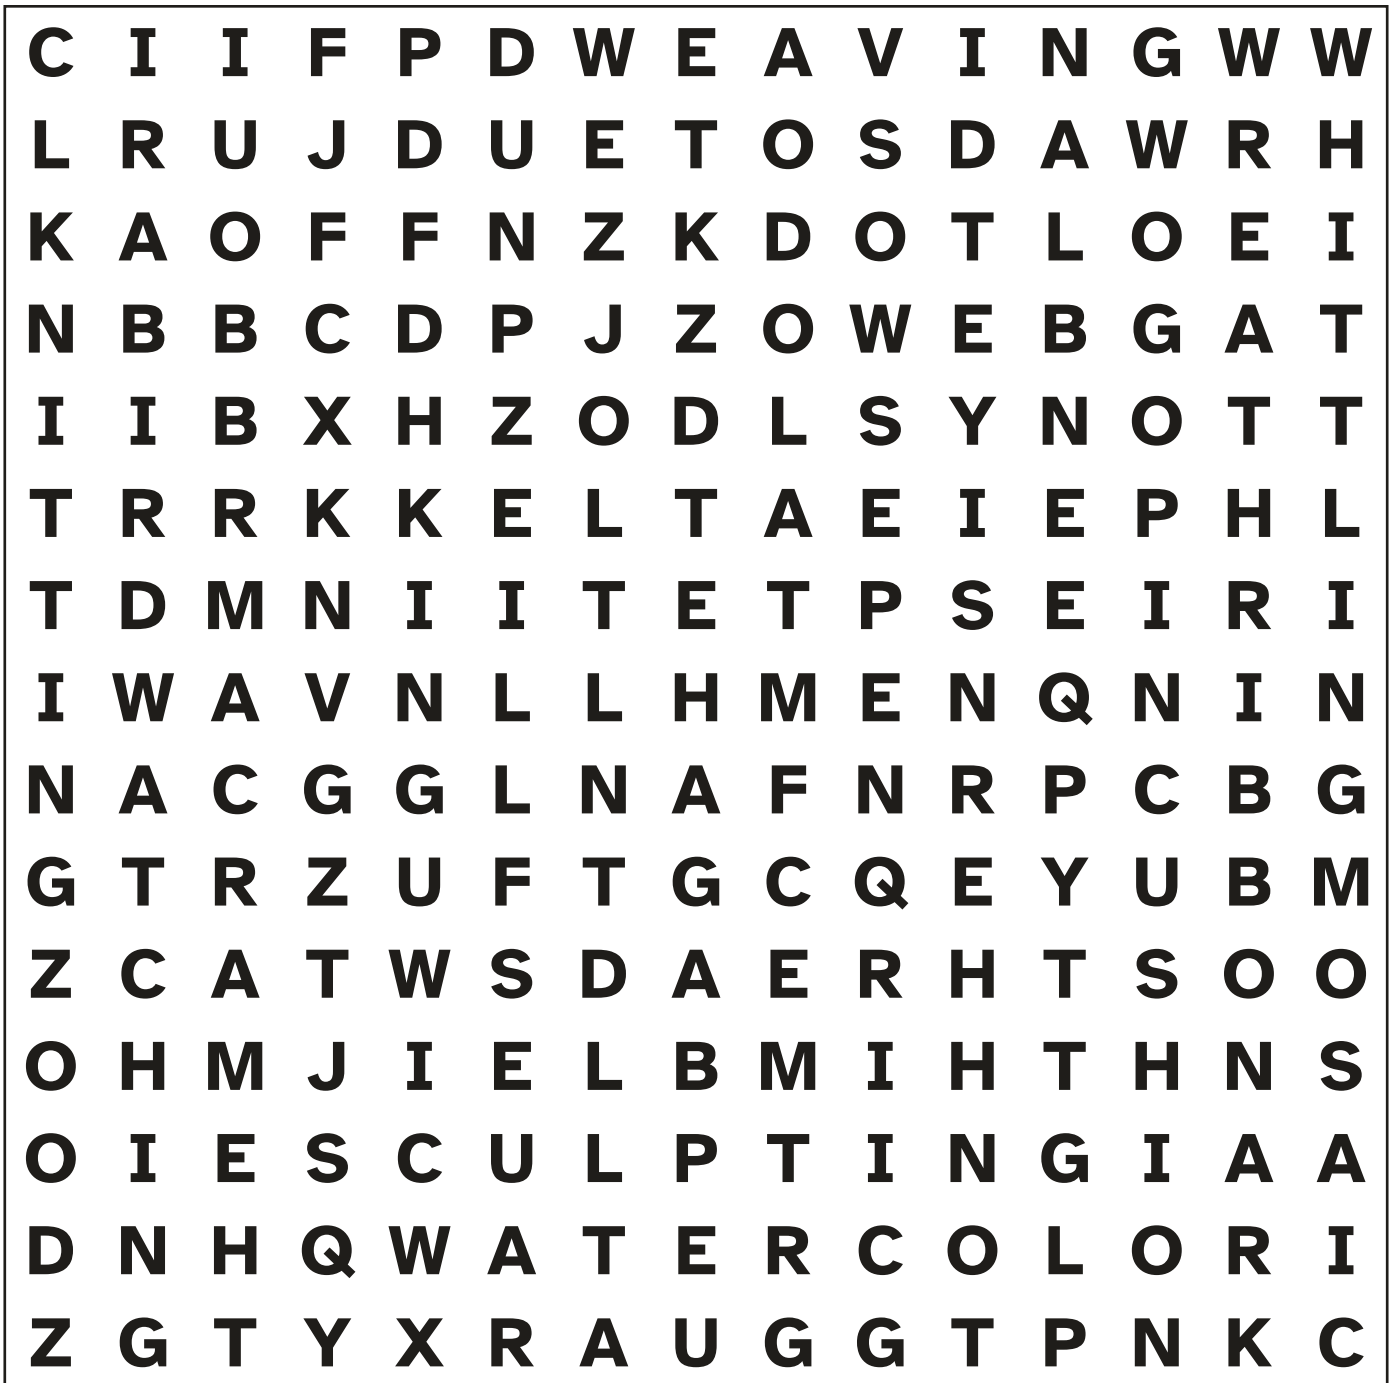 C I I F P D W E A V I N G W W
L R U J D U E T O S D A W R H
K A O F F N Z K D O T L O E I
N B B C D P J Z O W E B G A T
I I B X H Z O D L S Y N O T T
T R R K K E L T A E I E P H L
T D M N I I T E T P S E I R I
I W A V N L L H M E N Q N I N
N A C G G L N A F N R P C B G
G T R Z U F T G C Q E Y U B M
Z C A T W S D A E R H T S O O
O H M J I E L B M I H T H N S
O I E S C U L P T I N G I A A
D N H Q W A T E R C O L O R I
Z G T Y X R A U G G T P N K C